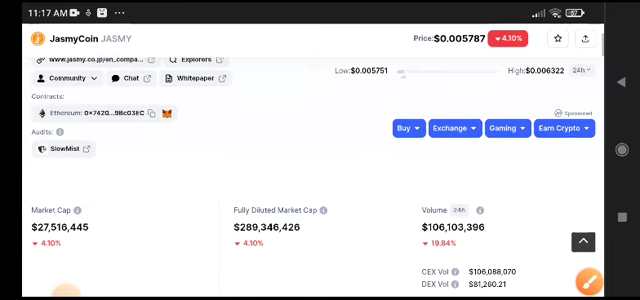 11:17 AM
57
JasmyCoin JASMY
Price:$0.005787 4.10%
www.jasmy.co.jp/en_compa... Explorers
Community Chat Whitepaper
Low:$0.005751 High:$0.006322 24h
Contracts:
Ethereum: 0x7420...96c03EC
Sponsored
Audits:
Buy Exchange Gaming Earn Crypto
SlowMist
Market Cap Fully Diluted Market Cap Volume 24h
$27,516,445 $289,346,426 $106,103,396
4.10% 4.10% 19.84%
CEX Vol $106,088,070
DEX Vol $81,260.21